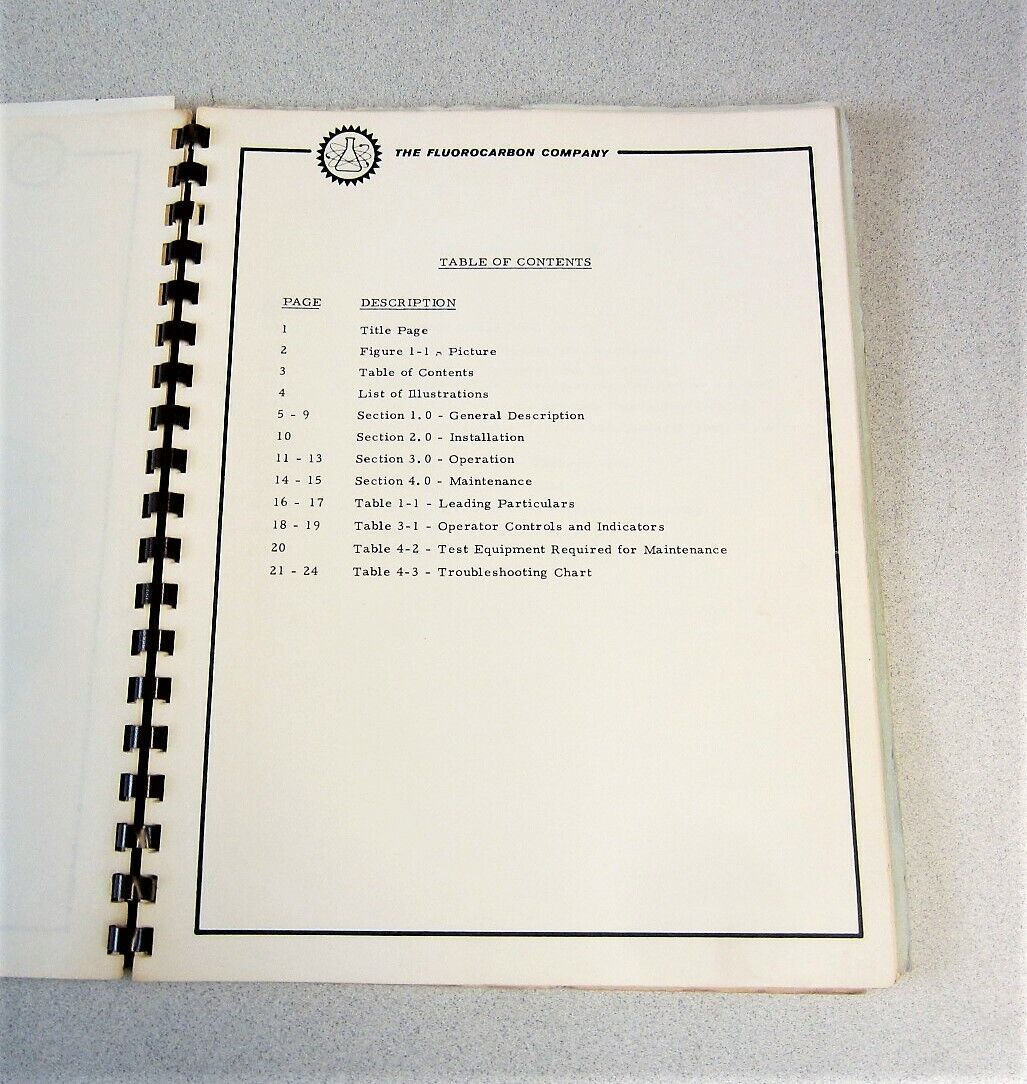 THE FLUOROCARBON COMPANY
TABLE OF CONTENTS
PAGE DESCRIPTION
1 Title Page
2 Figure 1-1 - Picture
3 Table of Contents
4 List of Illustrations
5 - 9 Section 1.0 - General Description
10 Section 2.0 - Installation
11 - 13 Section 3.0 - Operation
14 - 15 Section 4.0 - Maintenance
16 - 17 Table 1-1 - Leading Particulars
18 - 19 Table 3-1 - Operator Controls and Indicators
20 Table 4-2 - Test Equipment Required for Maintenance
21 - 24 Table 4-3 - Troubleshooting Chart